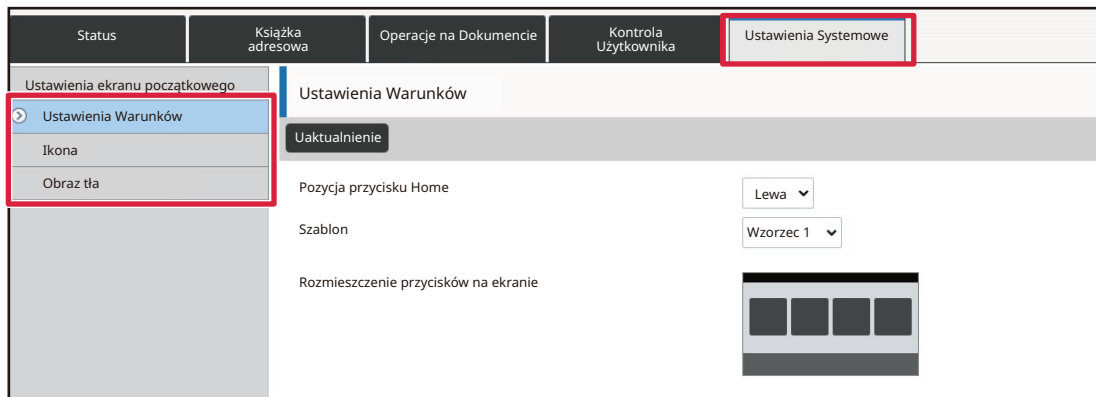 Status
Książka
adresowa
Operacje na Dokumencie
Kontrola
Użytkownika
Ustawienia Systemowe
Ustawienia ekranu początkowego
Ustawienia Warunków
Ikona
Obraz tła
Ustawienia Warunków
Uaktualnienie
Pozycja przycisku Home
Lewa
Szablon
Wzorzec 1
Rozmieszczenie przycisków na ekranie